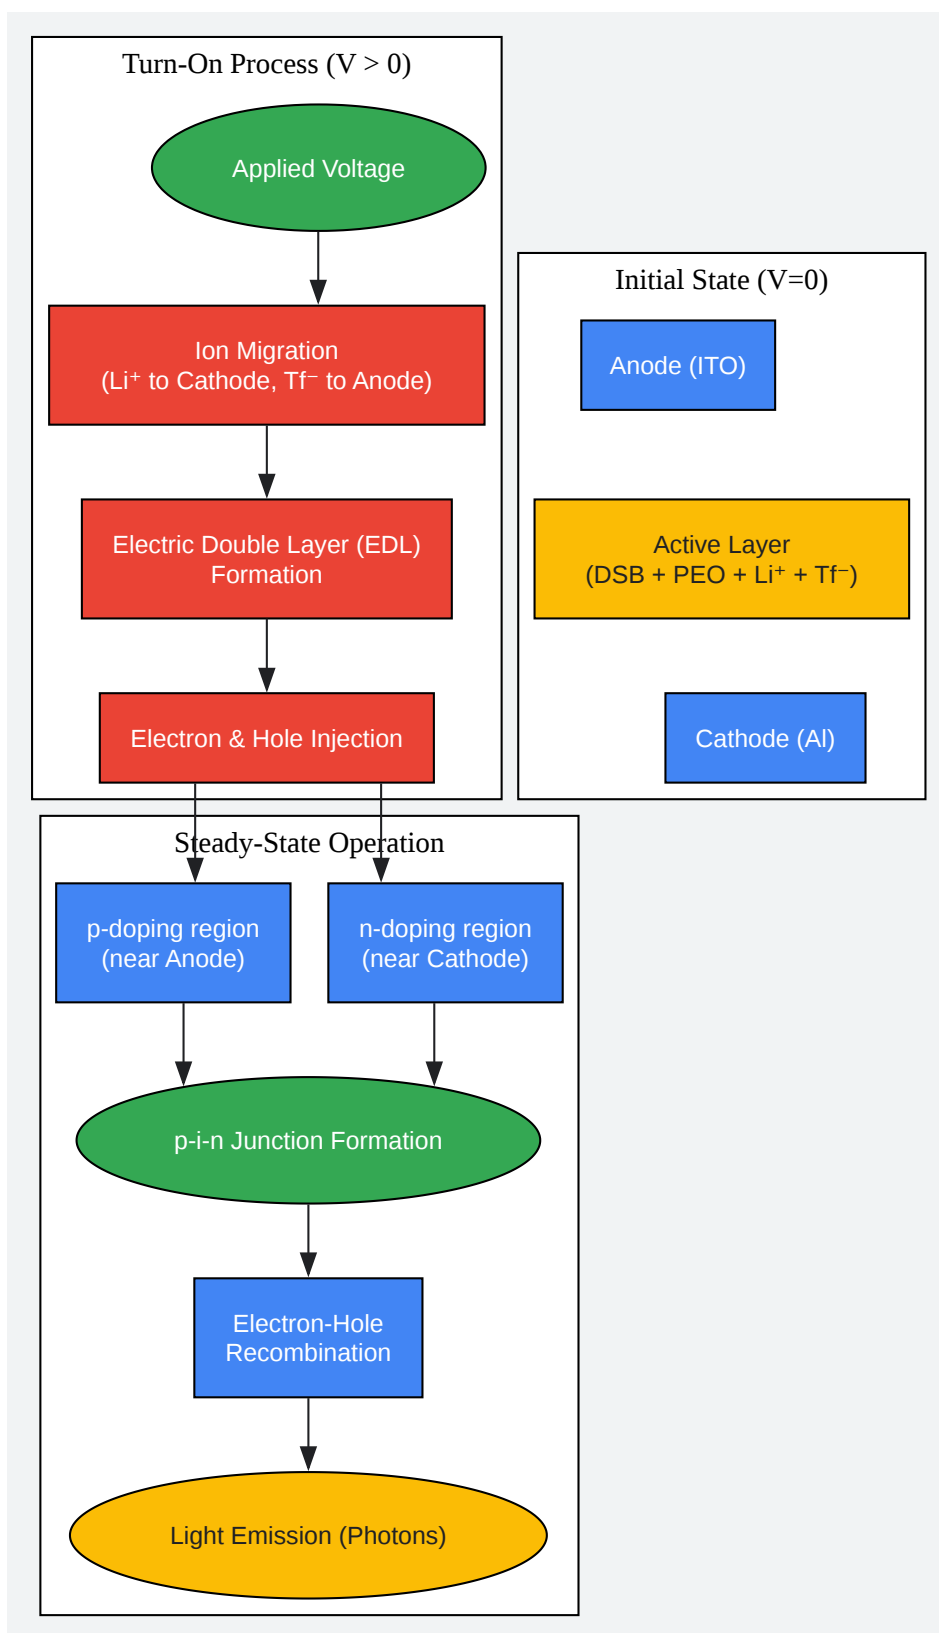 Turn-On Process (V > 0)
Applied Voltage
Ion Migration
(Li⁺ to Cathode, Tf⁻ to Anode)
Electric Double Layer (EDL)
Formation
Electron & Hole Injection
Initial State (V=0)
Anode (ITO)
Active Layer
(DSB + PEO + Li⁺ + Tf⁻)
Cathode (Al)
Steady-State Operation
p-doping region
(near Anode)
n-doping region
(near Cathode)
p-i-n Junction Formation
Electron-Hole
Recombination
Light Emission (Photons)